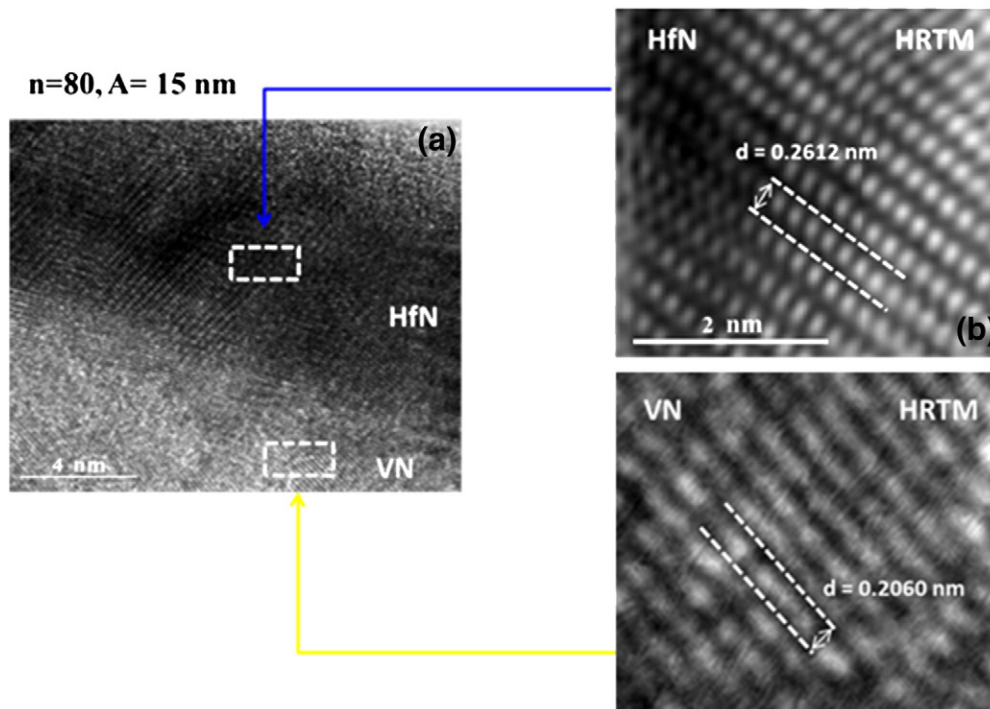 n=80, A= 15 nm
(a)
HfN
VN
4 nm
HfN HRTM
d = 0.2612 nm
2 nm
(b)
VN HRTM
d = 0.2060 nm